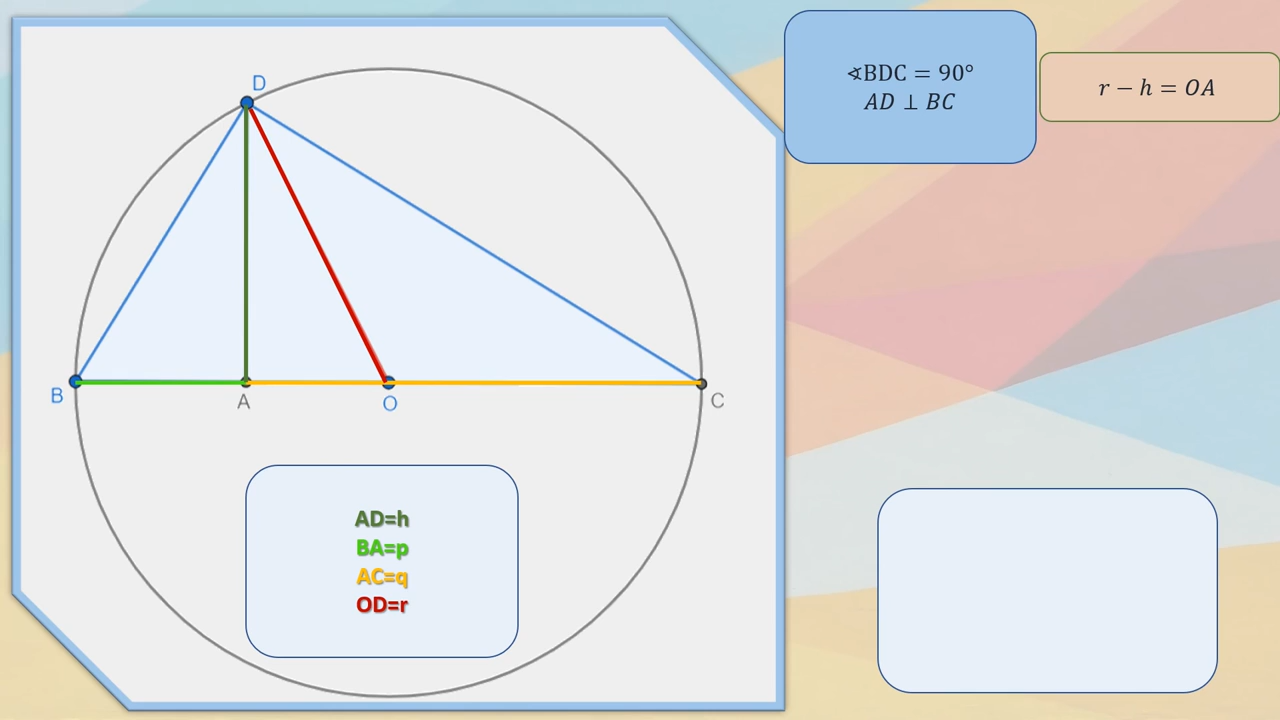 D
B
A
O
C
AD=h
BA=p
AC=q
OD=r
∢BDC = 90°
AD ⊥ BC
r − h = OA